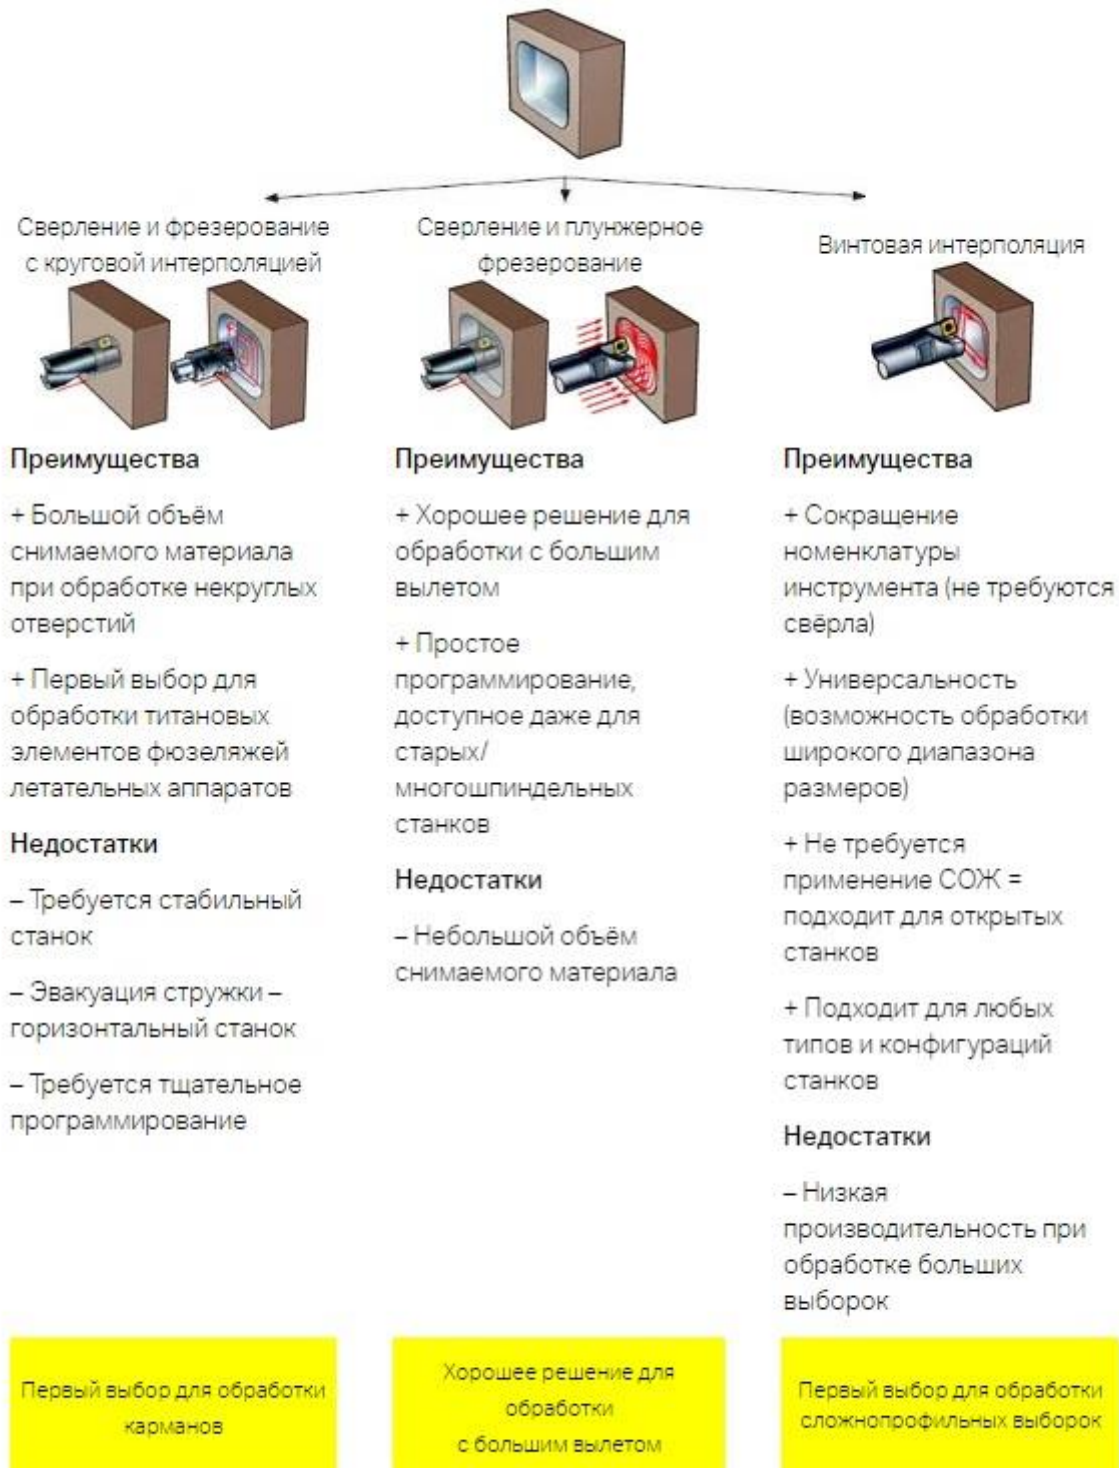 Сверление и фрезерование
с круговой интерполяцией
Преимущества
+ Большой объём
снимаемого материала
при обработке некруглых
отверстий
+ Первый выбор для
обработки титановых
элементов фюзеляжей
летательных аппаратов
Недостатки
– Требуется стабильный
станок
– Эвакуация стружки –
горизонтальный станок
– Требуется тщательное
программирование
Первый выбор для обработки
карманов
Сверление и плунжерное
фрезерование
Преимущества
+ Хорошее решение для
обработки с большим
вылетом
+ Простое
программирование,
доступное даже для
старых/
многошпиндельных
станков
Недостатки
– Небольшой объём
снимаемого материала
Хорошее решение для
обработки
с большим вылетом
Винтовая интерполяция
Преимущества
+ Сокращение
номенклатуры
инструмента (не требуются
свёрла)
+ Универсальность
(возможность обработки
широкого диапазона
размеров)
+ Не требуется
применение СОЖ =
подходит для открытых
станков
+ Подходит для любых
типов и конфигураций
станков
Недостатки
– Низкая
производительность при
обработке больших
выборок
Первый выбор для обработки
сложнопрофильных выборок